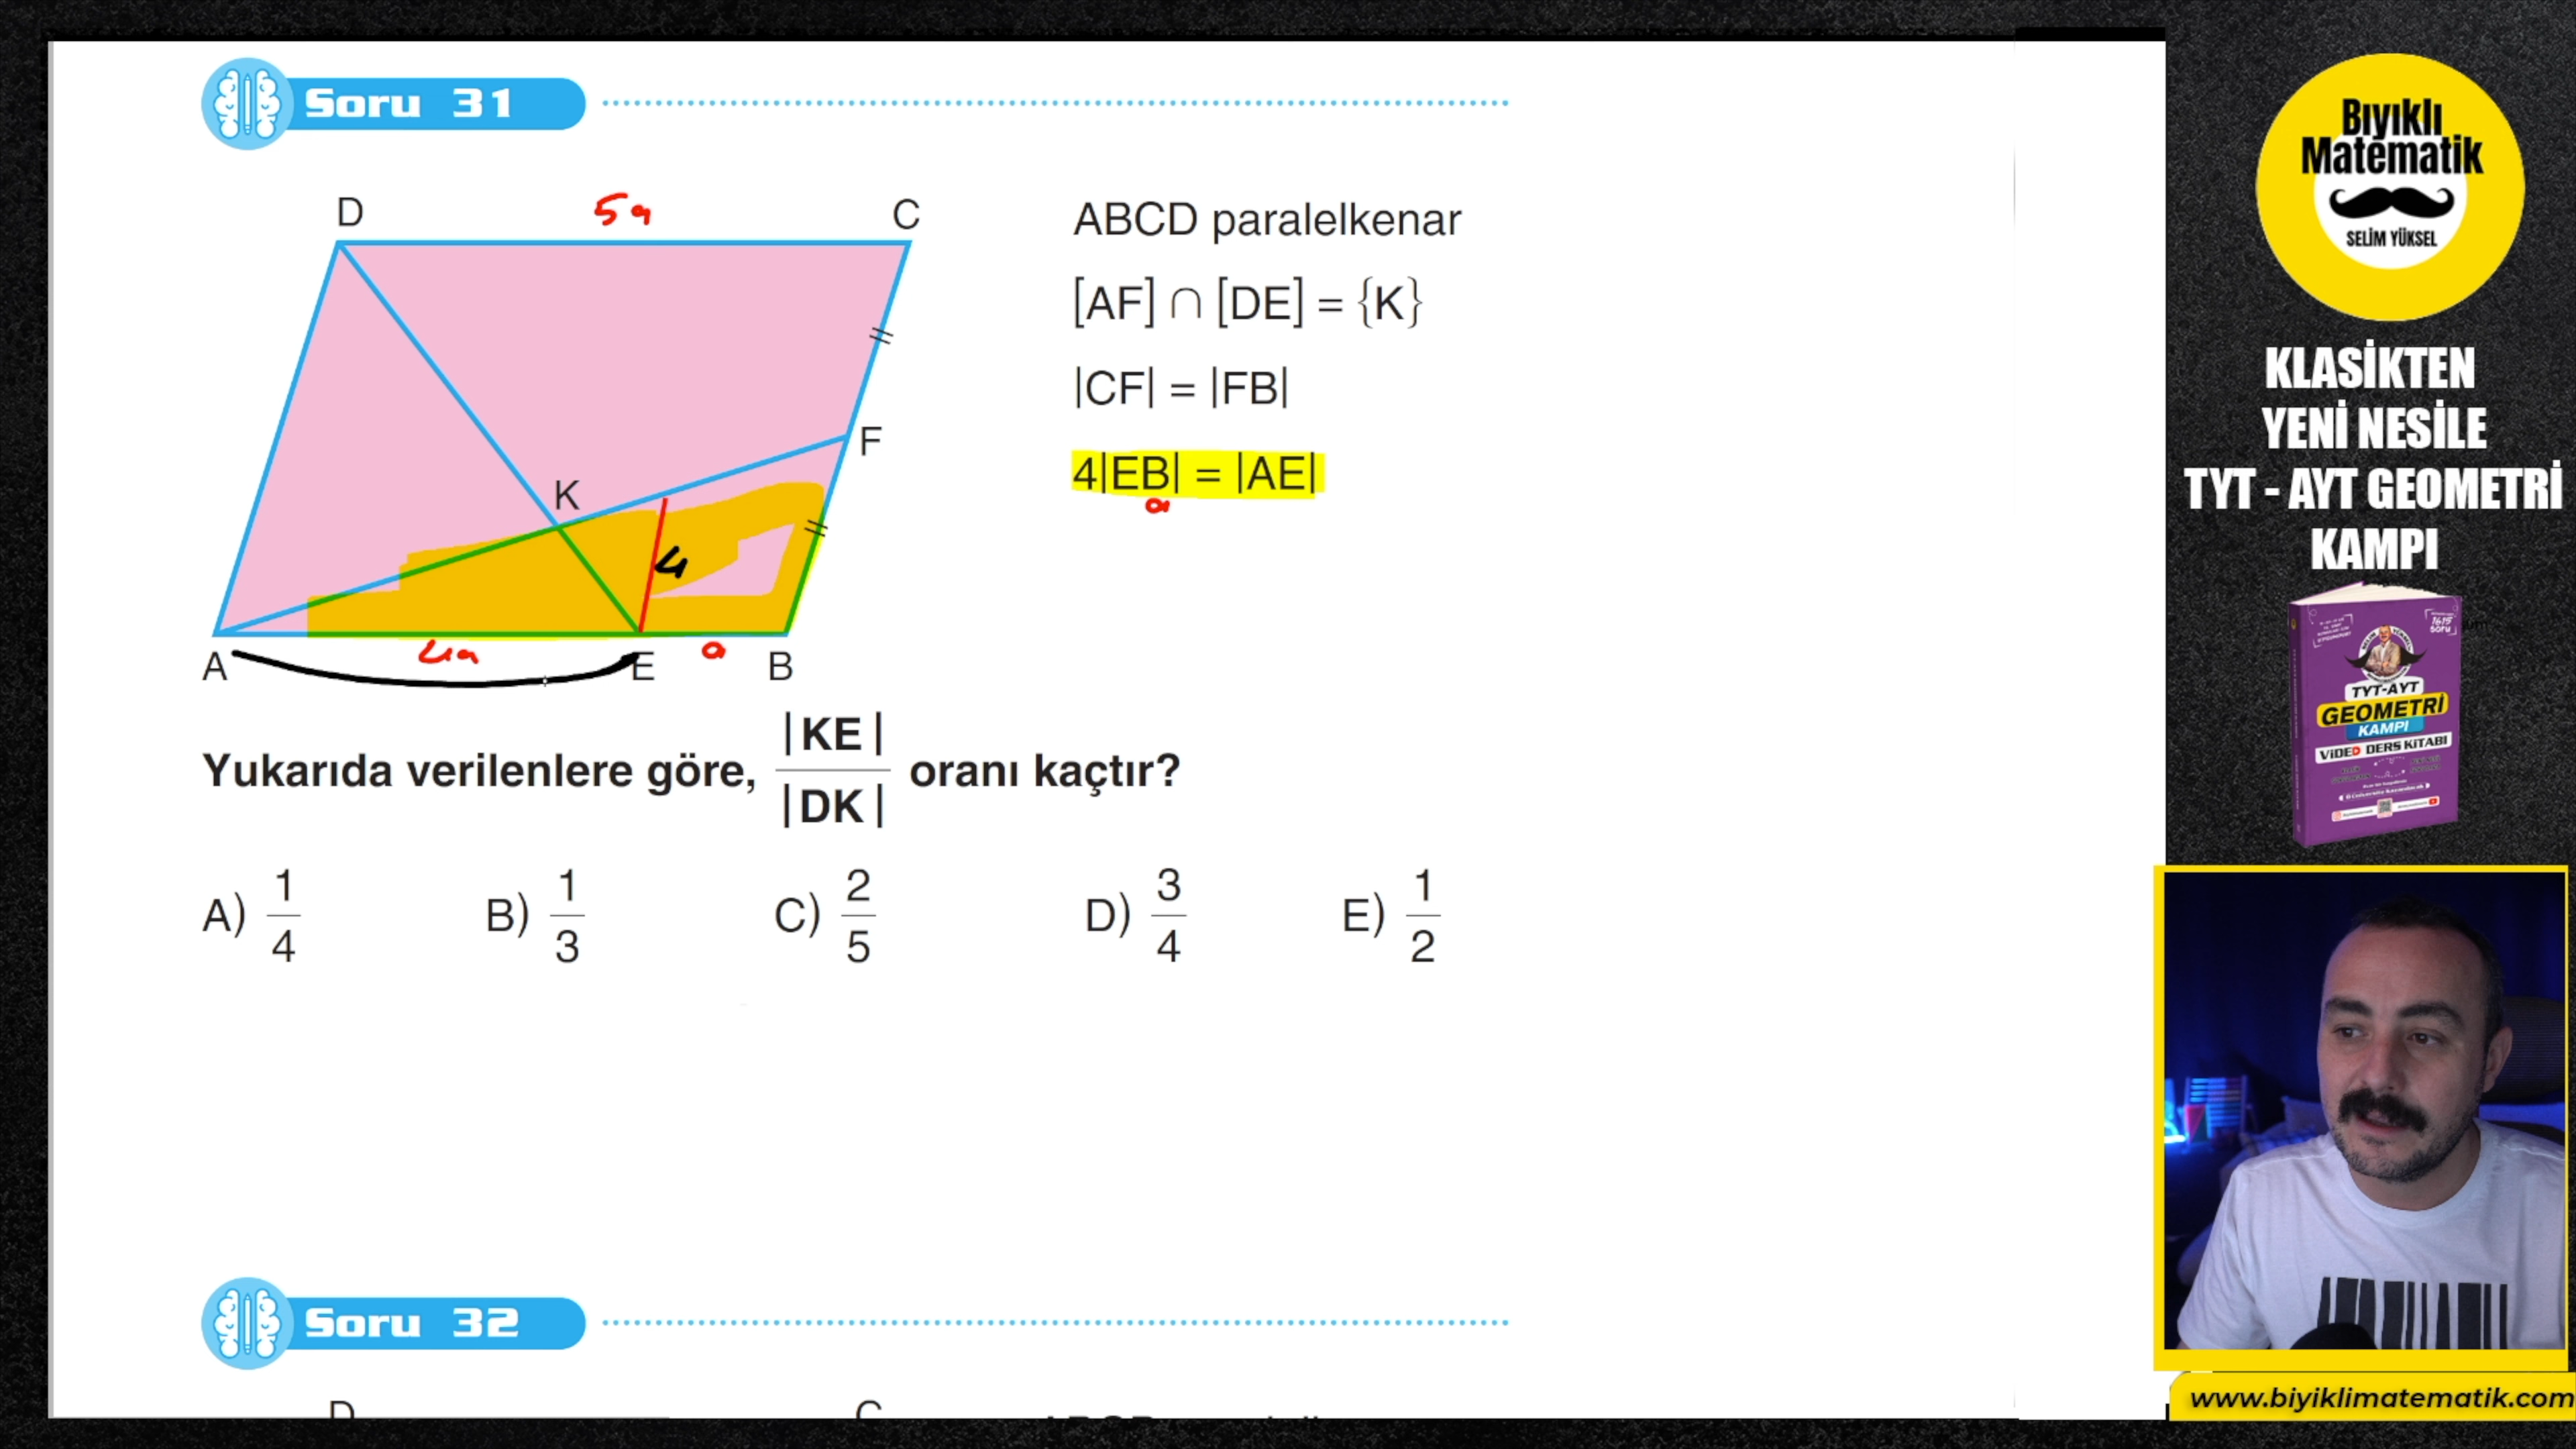 Soru 31
D 5a C
F
K
4
A 4a E a B
ABCD paralelkenar
[AF] ∩ [DE] = {K}
|CF| = |FB|
4|EB| = |AE|
a
Yukarıda verilenlere göre, |KE| / |DK| oranı kaçtır?
A) 1/4 B) 1/3 C) 2/5 D) 3/4 E) 1/2
Soru 32
D C
Bıyıklı
Matematik
SELİM YÜKSEL
KLASİKTEN
YENİ NESİLE
TYT - AYT GEOMETRİ
KAMPI
1615
soru
TYT-AYT
GEOMETRİ
KAMPI
VİDEO DERS KİTABI
www.biyiklimatematik.com